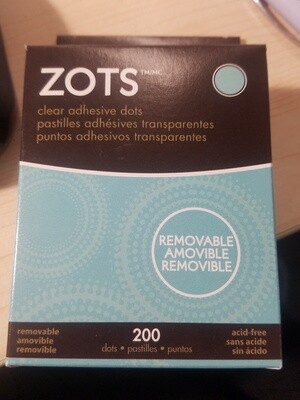 ZOTS TM/MC
clear adhesive dots
pastilles adhésives transparentes
puntos adhesivos transparentes
REMOVABLE
AMOVIBLE
REMOVIBLE
removable
amovible
removible
200
dots • pastilles • puntos
acid-free
sans acide
sin ácido